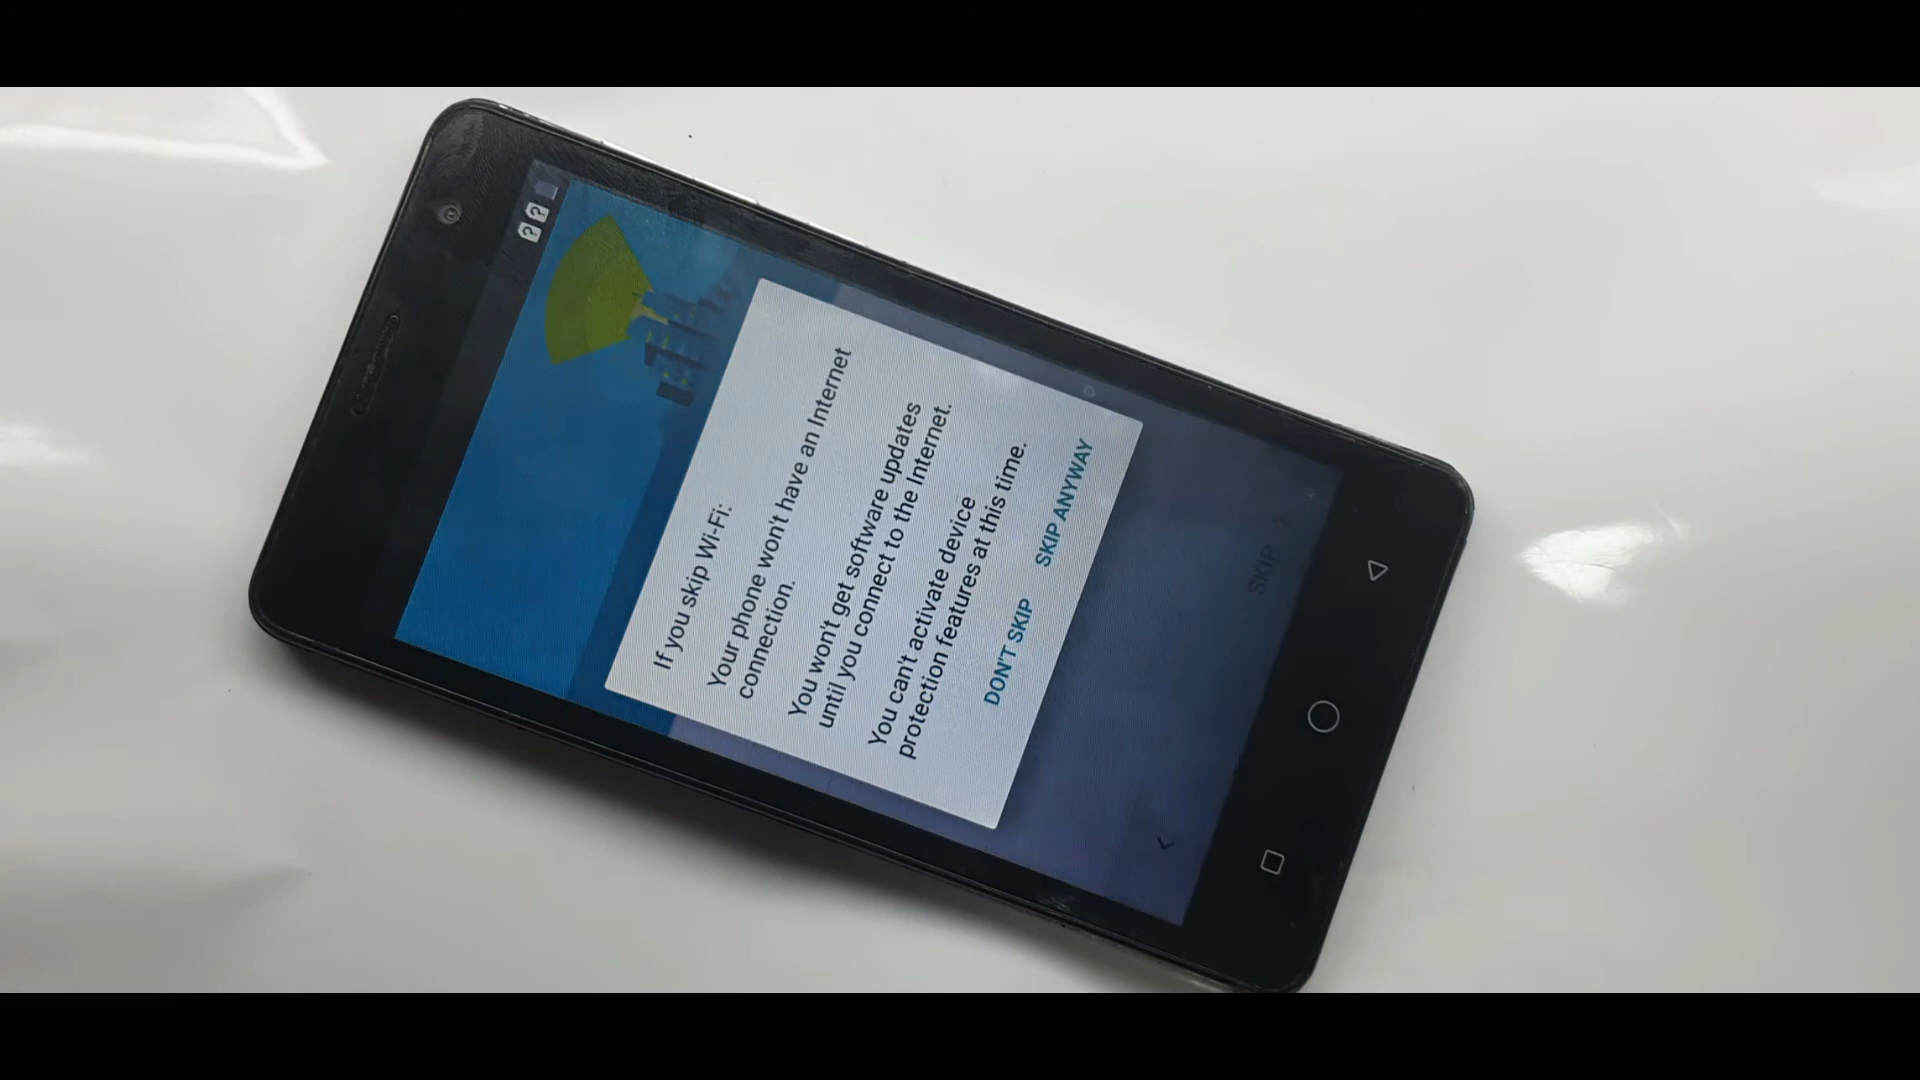 If you skip Wi-Fi:
Your phone won't have an Internet
connection.
You won't get software updates
until you connect to the Internet.
You can't activate device
protection features at this time.
DON'T SKIP SKIP ANYWAY
SKIP